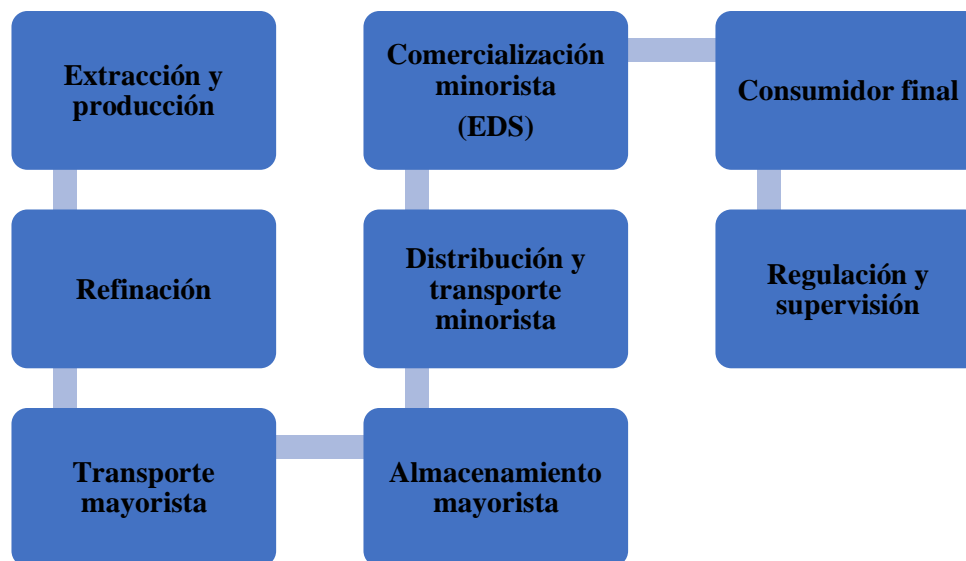 Extracción y
producción
Refinación
Transporte
mayorista
Almacenamiento
mayorista
Distribución y
transporte
minorista
Comercialización
minorista
(EDS)
Consumidor final
Regulación y
supervisión